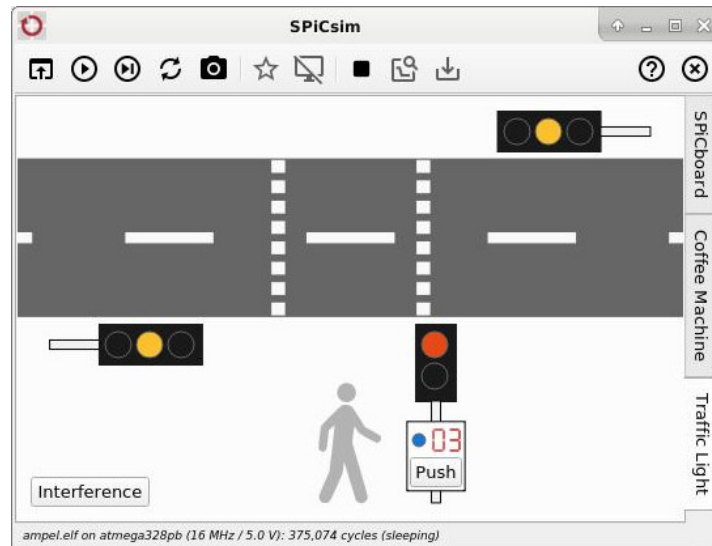 SPiCsim
SPiCboard
Coffee Machine
Traffic Light
03
Push
Interference
ampel.elf on atmega328pb (16 MHz / 5.0 V): 375,074 cycles (sleeping)